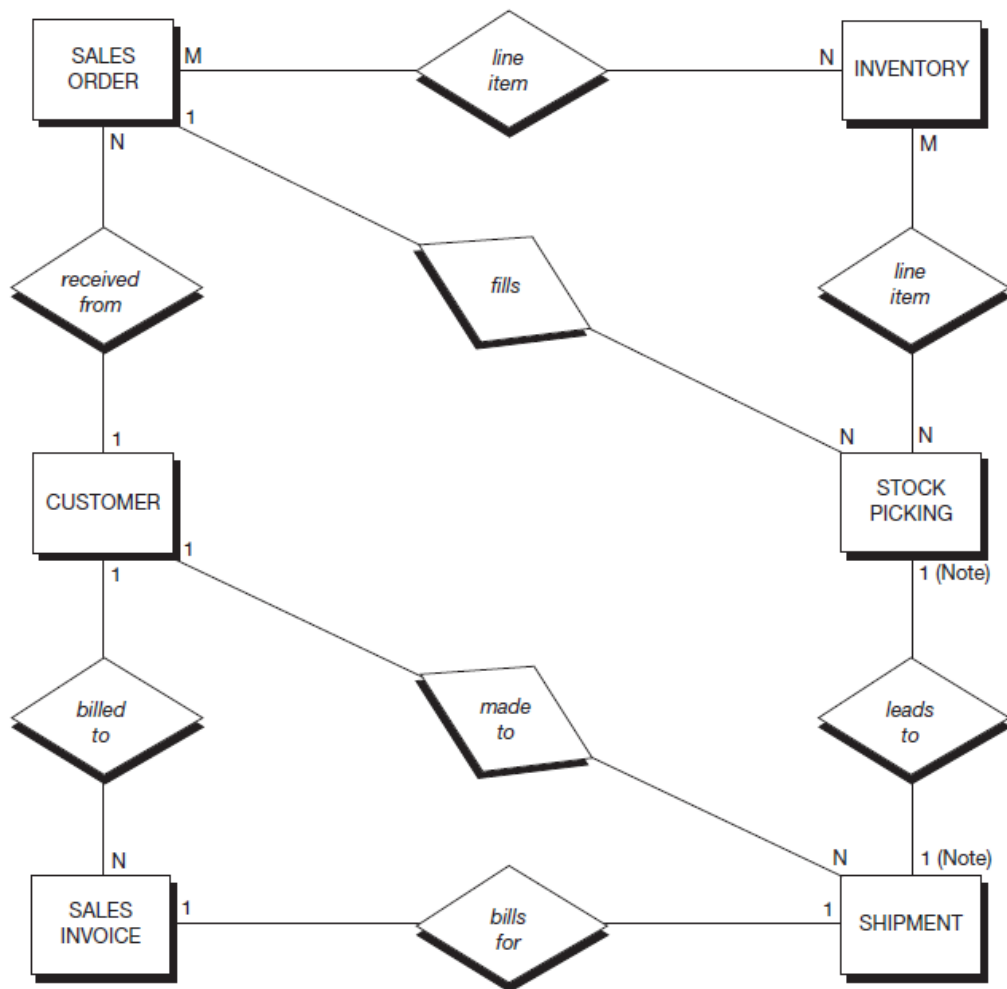 SALES
ORDER
M
line
item
N
INVENTORY
1
N
M
received
from
fills
line
item
1
N
N
CUSTOMER
STOCK
PICKING
1
1
1 (Note)
billed
to
made
to
leads
to
N
N
1 (Note)
SALES
INVOICE
1
bills
for
1
SHIPMENT